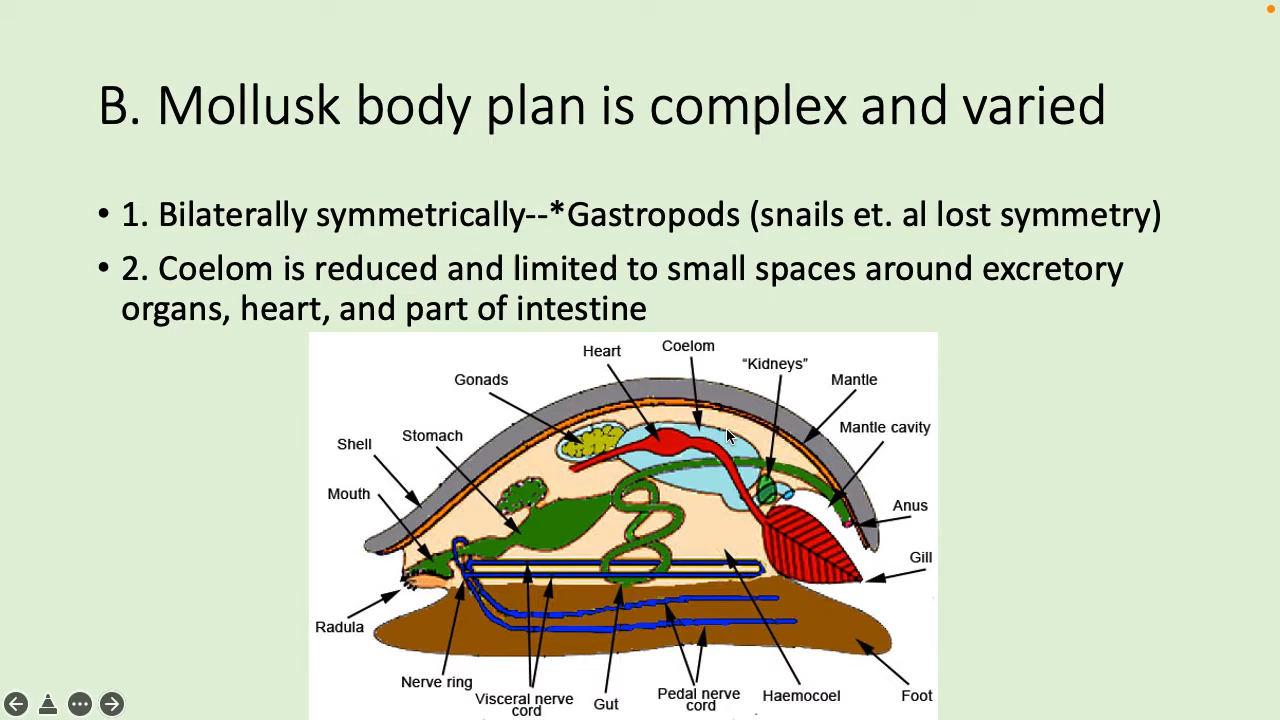 B. Mollusk body plan is complex and varied
• 1. Bilaterally symmetrically--*Gastropods (snails et. al lost symmetry)
• 2. Coelom is reduced and limited to small spaces around excretory
organs, heart, and part of intestine
Heart
Coelom
“Kidneys”
Gonads
Mantle
Mantle cavity
Shell
Stomach
Mouth
Anus
Gill
Radula
Nerve ring
Visceral nerve
cord
Gut
Pedal nerve
cord
Haemocoel
Foot